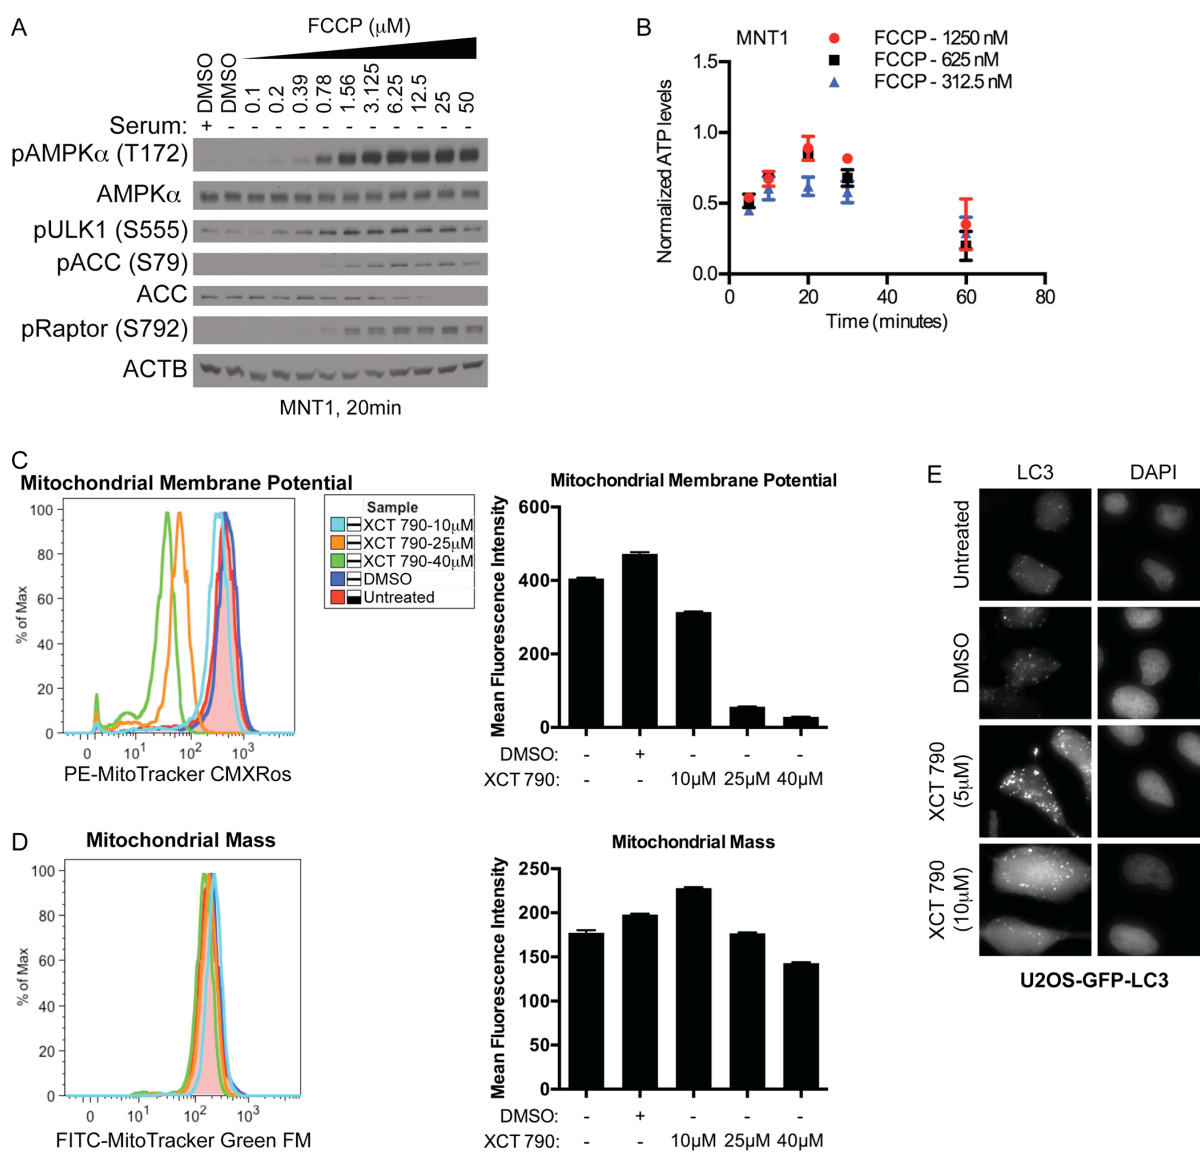 A
FCCP (μM)
DMSO
DMSO
0.1
0.2
0.39
0.78
1.56
3.125
6.25
12.5
25
50
Serum: + - - - - - - - - - - -
pAMPKα (T172)
AMPKα
pULK1 (S555)
pACC (S79)
ACC
pRaptor (S792)
ACTB
MNT1, 20min
B
MNT1
FCCP - 1250 nM
FCCP - 625 nM
FCCP - 312.5 nM
Normalized ATP levels
1.5
1.0
0.5
0.0
0 20 40 60 80
Time (minutes)
C
Mitochondrial Membrane Potential
% of Max
100
80
60
40
20
0
0 10¹ 10² 10³
PE-MitoTracker CMXRos
Sample
XCT 790-10μM
XCT 790-25μM
XCT 790-40μM
DMSO
Untreated
Mitochondrial Membrane Potential
Mean Fluorescence Intensity
600
400
200
0
DMSO: - + - - -
XCT 790: - - 10μM 25μM 40μM
D
Mitochondrial Mass
% of Max
100
80
60
40
20
0
0 10¹ 10² 10³
FITC-MitoTracker Green FM
Mitochondrial Mass
Mean Fluorescence Intensity
250
200
150
100
50
0
DMSO: - + - - -
XCT 790: - - 10μM 25μM 40μM
E
LC3 DAPI
Untreated
DMSO
XCT 790
(5μM)
XCT 790
(10μM)
U2OS-GFP-LC3